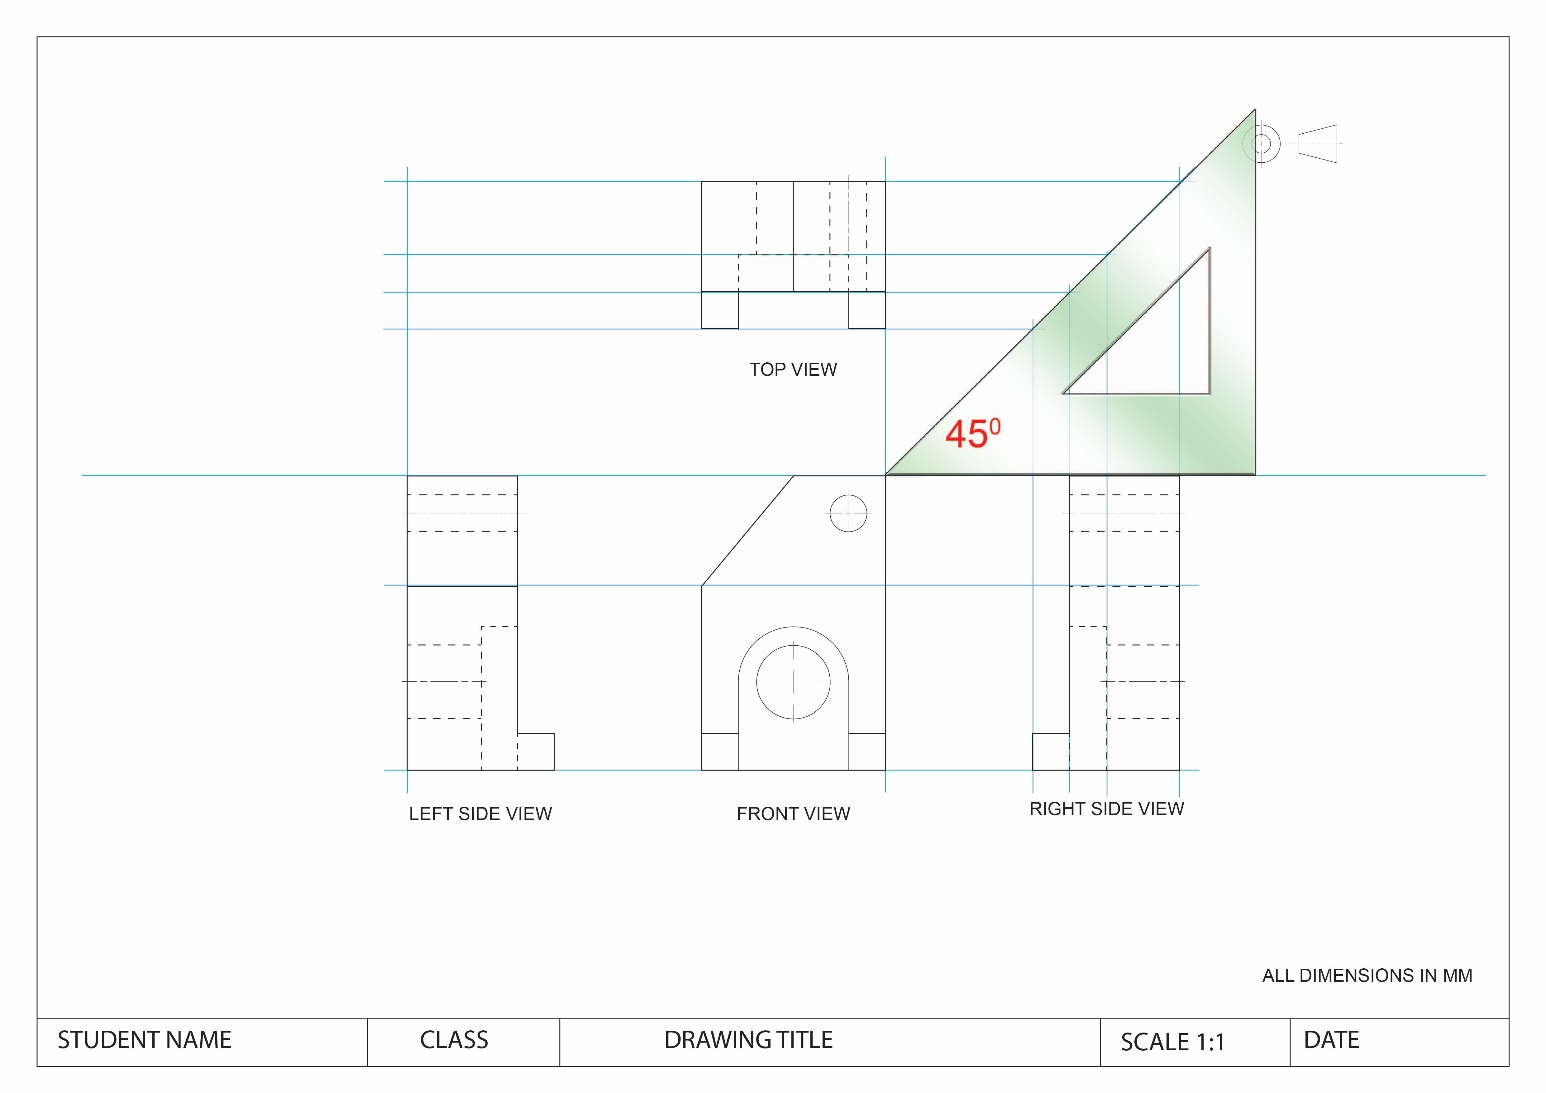 TOP VIEW
45⁰
LEFT SIDE VIEW
FRONT VIEW
RIGHT SIDE VIEW
ALL DIMENSIONS IN MM
STUDENT NAME
CLASS
DRAWING TITLE
SCALE 1:1
DATE